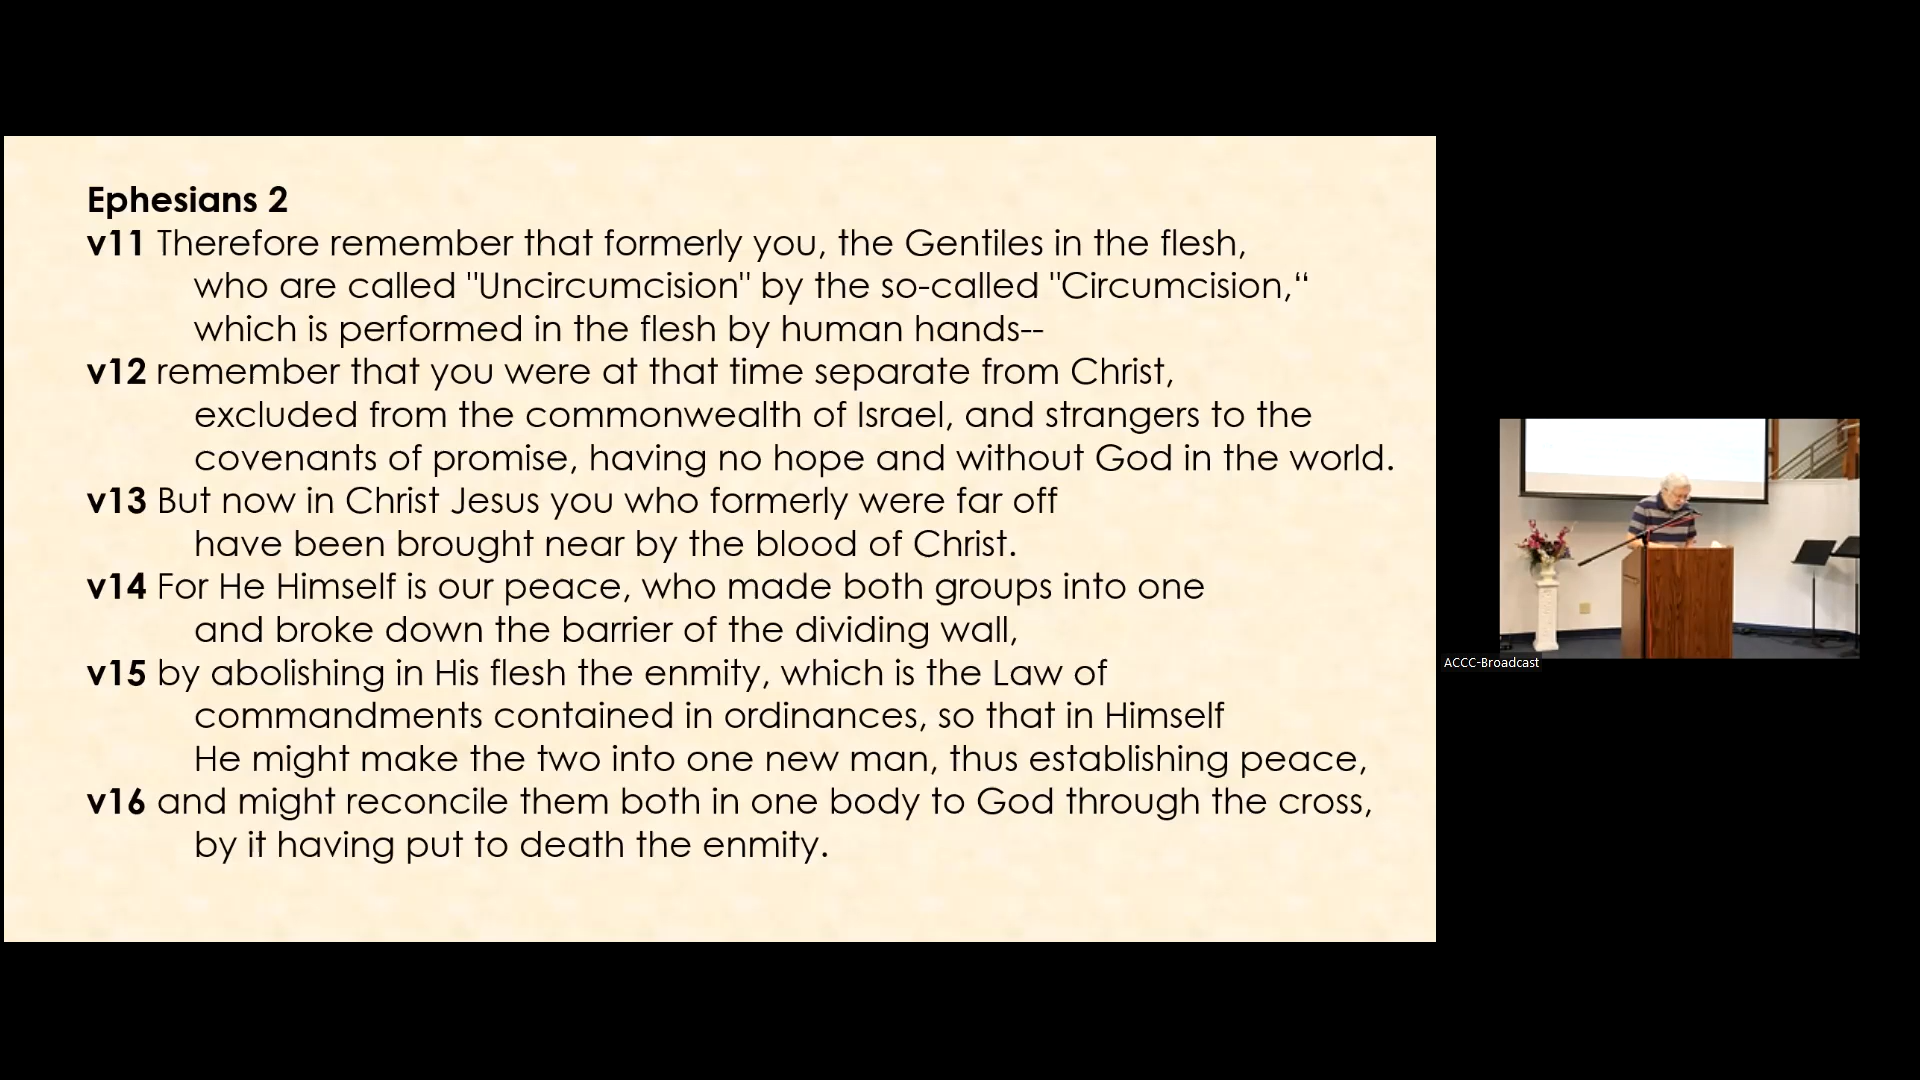 Ephesians 2
v11 Therefore remember that formerly you, the Gentiles in the flesh,
who are called "Uncircumcision" by the so-called "Circumcision,“
which is performed in the flesh by human hands--
v12 remember that you were at that time separate from Christ,
excluded from the commonwealth of Israel, and strangers to the
covenants of promise, having no hope and without God in the world.
v13 But now in Christ Jesus you who formerly were far off
have been brought near by the blood of Christ.
v14 For He Himself is our peace, who made both groups into one
and broke down the barrier of the dividing wall,
v15 by abolishing in His flesh the enmity, which is the Law of
commandments contained in ordinances, so that in Himself
He might make the two into one new man, thus establishing peace,
v16 and might reconcile them both in one body to God through the cross,
by it having put to death the enmity.
ACCC-Broadcast